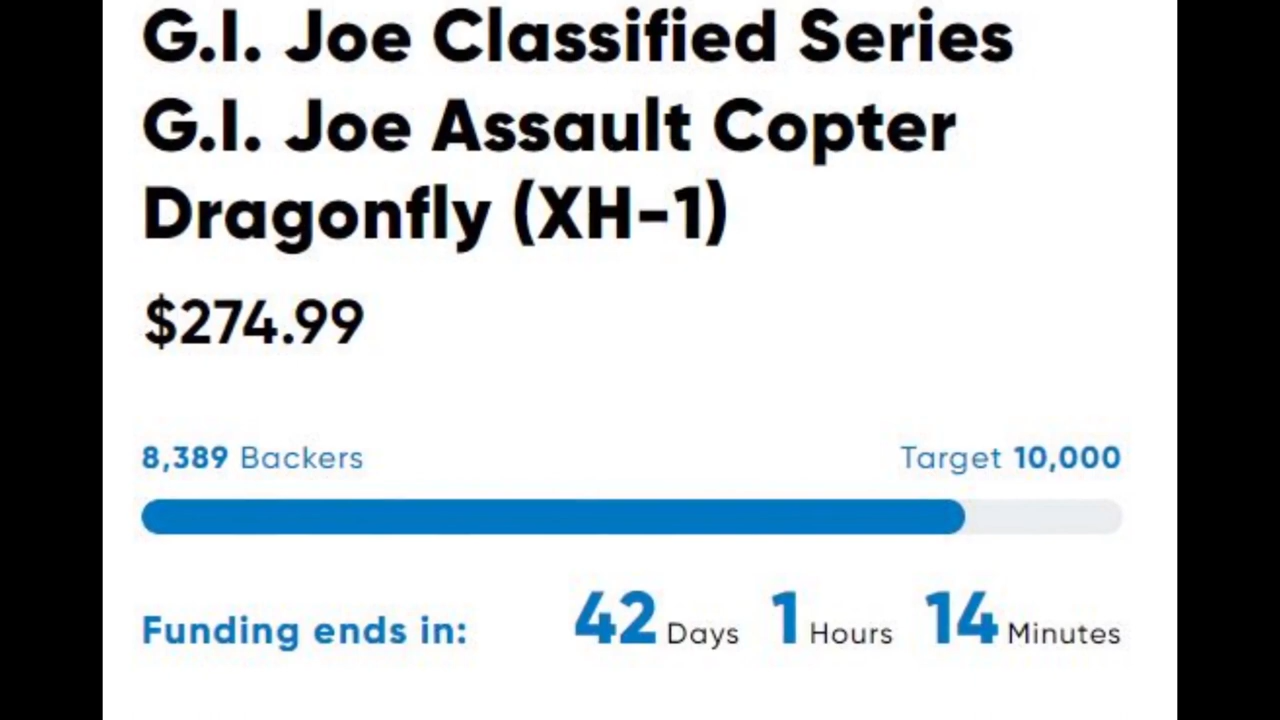 G.I. Joe Classified Series
G.I. Joe Assault Copter
Dragonfly (XH-1)
$274.99
8,389 Backers Target 10,000
Funding ends in: 42 Days 1 Hours 14 Minutes